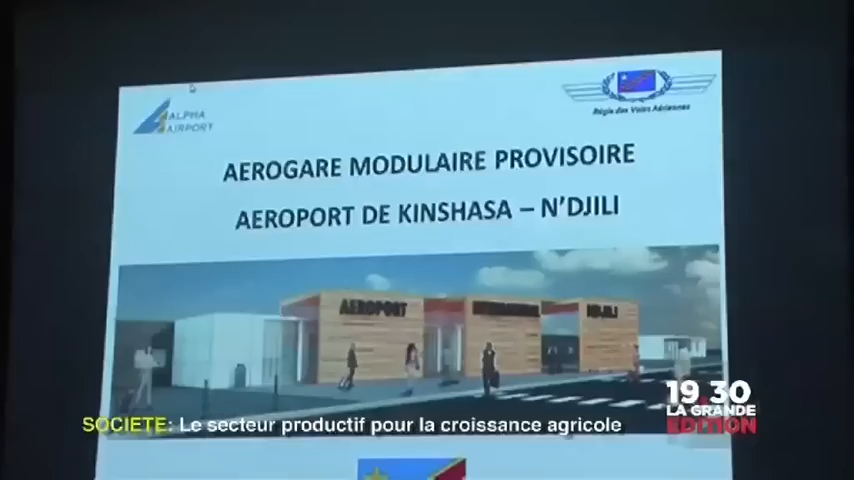 ALPHA
AIRPORT
Régie des Voies Aériennes
AEROGARE MODULAIRE PROVISOIRE
AEROPORT DE KINSHASA – N'DJILI
AEROPORT INTERNATIONAL NDJILI
19 30
LA GRANDE
EDITION
SOCIETE: Le secteur productif pour la croissance agricole